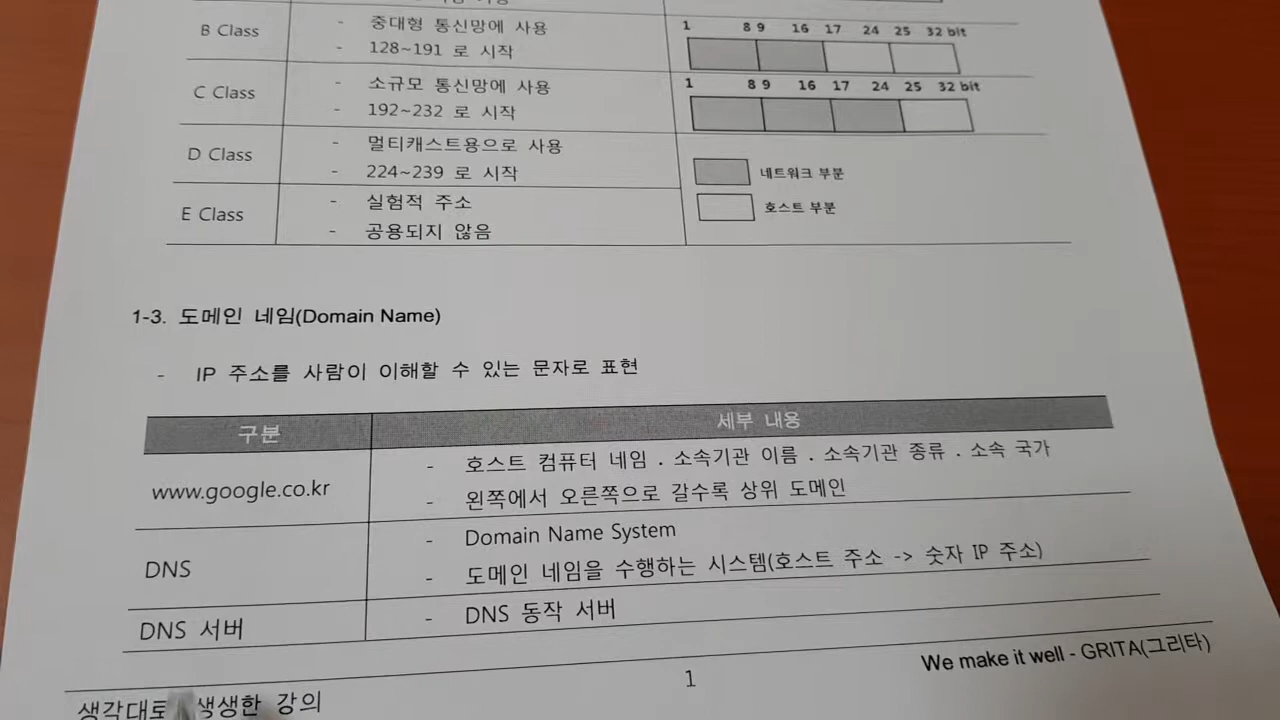 B Class
- 중대형 통신망에 사용
- 128~191 로 시작
1 8 9 16 17 24 25 32 bit
C Class
- 소규모 통신망에 사용
- 192~232 로 시작
1 8 9 16 17 24 25 32 bit
D Class
- 멀티캐스트용으로 사용
- 224~239 로 시작
네트워크 부분
호스트 부분
E Class
- 실험적 주소
- 공용되지 않음
1-3. 도메인 네임(Domain Name)
- IP 주소를 사람이 이해할 수 있는 문자로 표현
구분 세부 내용
www.google.co.kr
- 호스트 컴퓨터 네임 . 소속기관 이름 . 소속기관 종류 . 소속 국가
- 왼쪽에서 오른쪽으로 갈수록 상위 도메인
DNS
- Domain Name System
- 도메인 네임을 수행하는 시스템(호스트 주소 -> 숫자 IP 주소)
DNS 서버
- DNS 동작 서버
We make it well - GRITA(그리타)
1
생각대로 생생한 강의